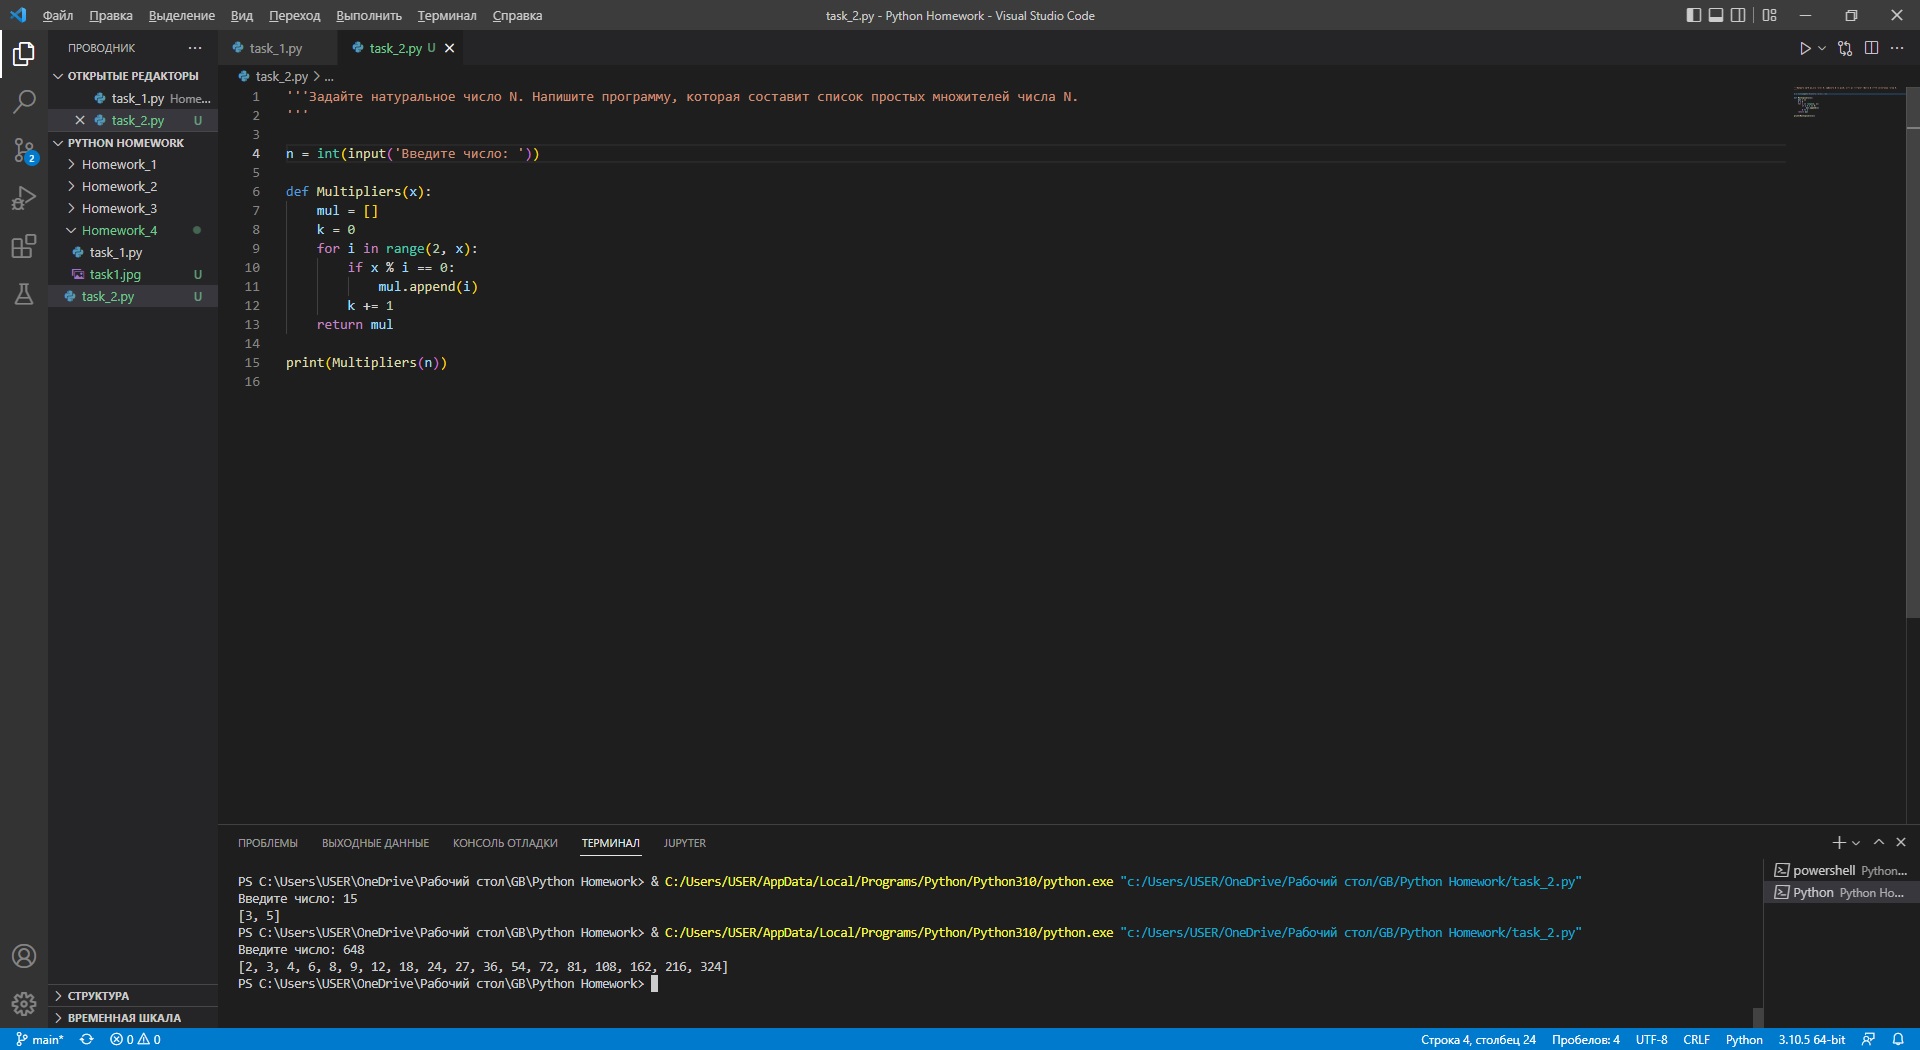 Файл Правка Выделение Вид Переход Выполнить Терминал Справка
task_2.py - Python Homework - Visual Studio Code
ПРОВОДНИК
ОТКРЫТЫЕ РЕДАКТОРЫ
task_1.py Home...
task_2.py U
PYTHON HOMEWORK
Homework_1
Homework_2
Homework_3
Homework_4
task_1.py
task1.jpg U
task_2.py U
2
СТРУКТУРА
ВРЕМЕННАЯ ШКАЛА
task_1.py
task_2.py U
task_2.py > ...
1 '''Задайте натуральное число N. Напишите программу, которая составит список простых множителей числа N.
2 '''
3
4 n = int(input('Введите число: '))
5
6 def Multipliers(x):
7 mul = []
8 k = 0
9 for i in range(2, x):
10 if x % i == 0:
11 mul.append(i)
12 k += 1
13 return mul
14
15 print(Multipliers(n))
16
ПРОБЛЕМЫ ВЫХОДНЫЕ ДАННЫЕ КОНСОЛЬ ОТЛАДКИ ТЕРМИНАЛ JUPYTER
PS C:\Users\USER\OneDrive\Рабочий стол\GB\Python Homework> & C:/Users/USER/AppData/Local/Programs/Python/Python310/python.exe "c:/Users/USER/OneDrive/Рабочий стол/GB/Python Homework/task_2.py"
Введите число: 15
[3, 5]
PS C:\Users\USER\OneDrive\Рабочий стол\GB\Python Homework> & C:/Users/USER/AppData/Local/Programs/Python/Python310/python.exe "c:/Users/USER/OneDrive/Рабочий стол/GB/Python Homework/task_2.py"
Введите число: 648
[2, 3, 4, 6, 8, 9, 12, 18, 24, 27, 36, 54, 72, 81, 108, 162, 216, 324]
PS C:\Users\USER\OneDrive\Рабочий стол\GB\Python Homework>
powershell Python...
Python Python Ho...
main* 0 0
Строка 4, столбец 24 Пробелов: 4 UTF-8 CRLF Python 3.10.5 64-bit